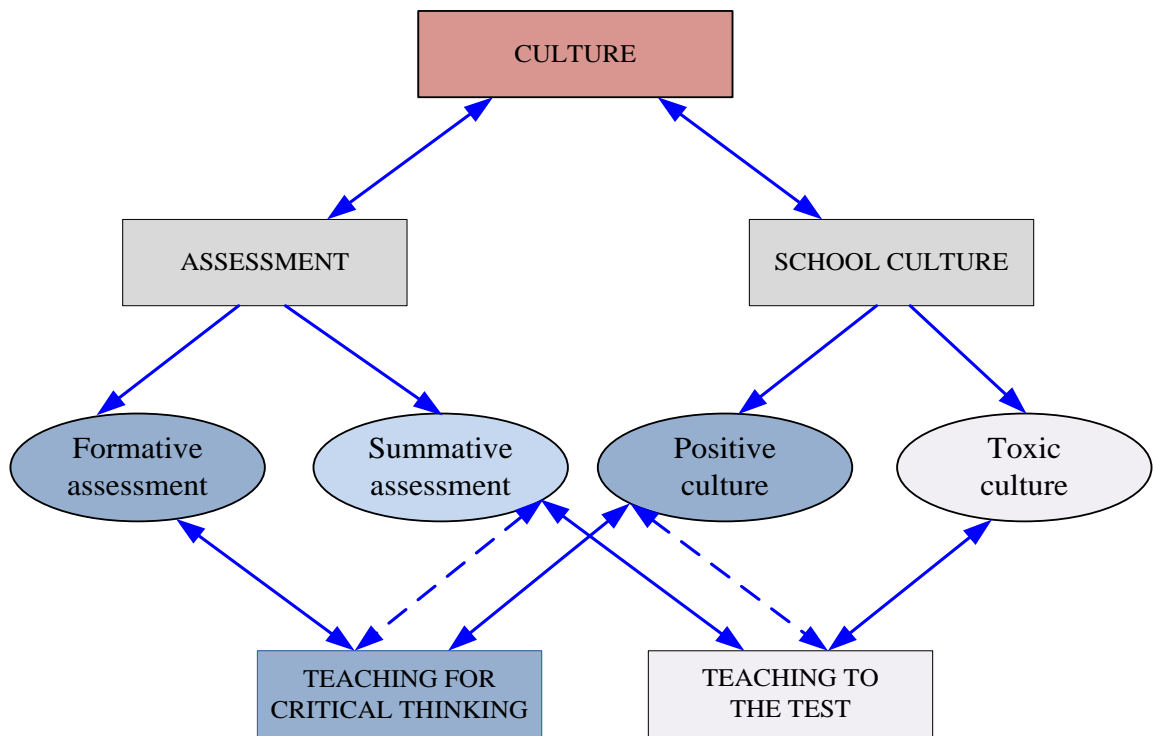 CULTURE
ASSESSMENT
SCHOOL CULTURE
Formative
assessment
Summative
assessment
Positive
culture
Toxic
culture
TEACHING FOR
CRITICAL THINKING
TEACHING TO
THE TEST